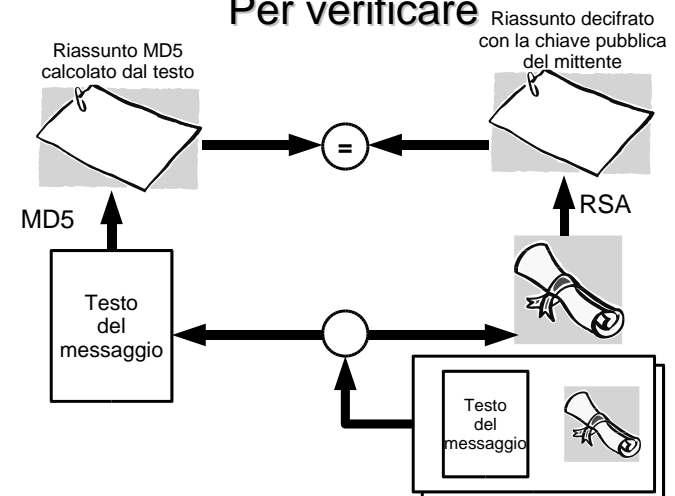 Per verificare
Riassunto MD5
calcolato dal testo
Riassunto decifrato
con la chiave pubblica
del mittente
=
MD5
RSA
Testo
del
messaggio
Testo
del
messaggio